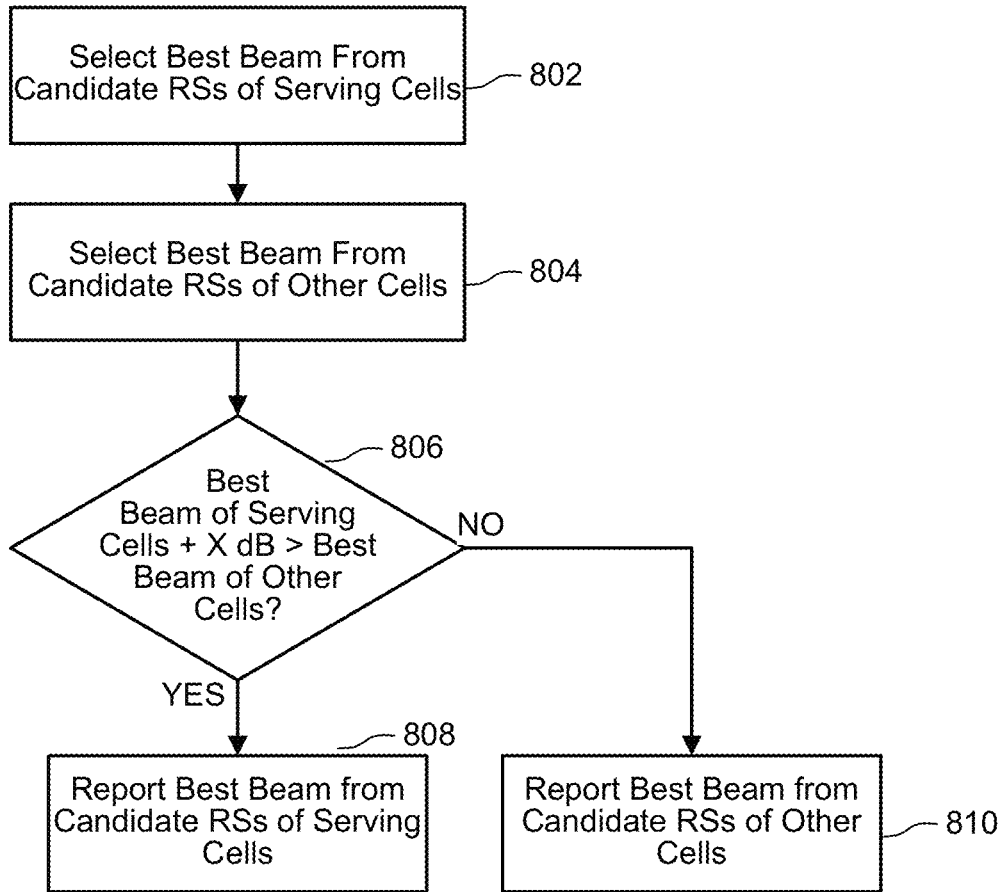 Select Best Beam From
Candidate RSs of Serving Cells
802
Select Best Beam From
Candidate RSs of Other Cells
804
806
Best
Beam of Serving
Cells + X dB > Best
Beam of Other
Cells?
NO
YES
808
Report Best Beam from
Candidate RSs of Serving
Cells
Report Best Beam from
Candidate RSs of Other
Cells
810